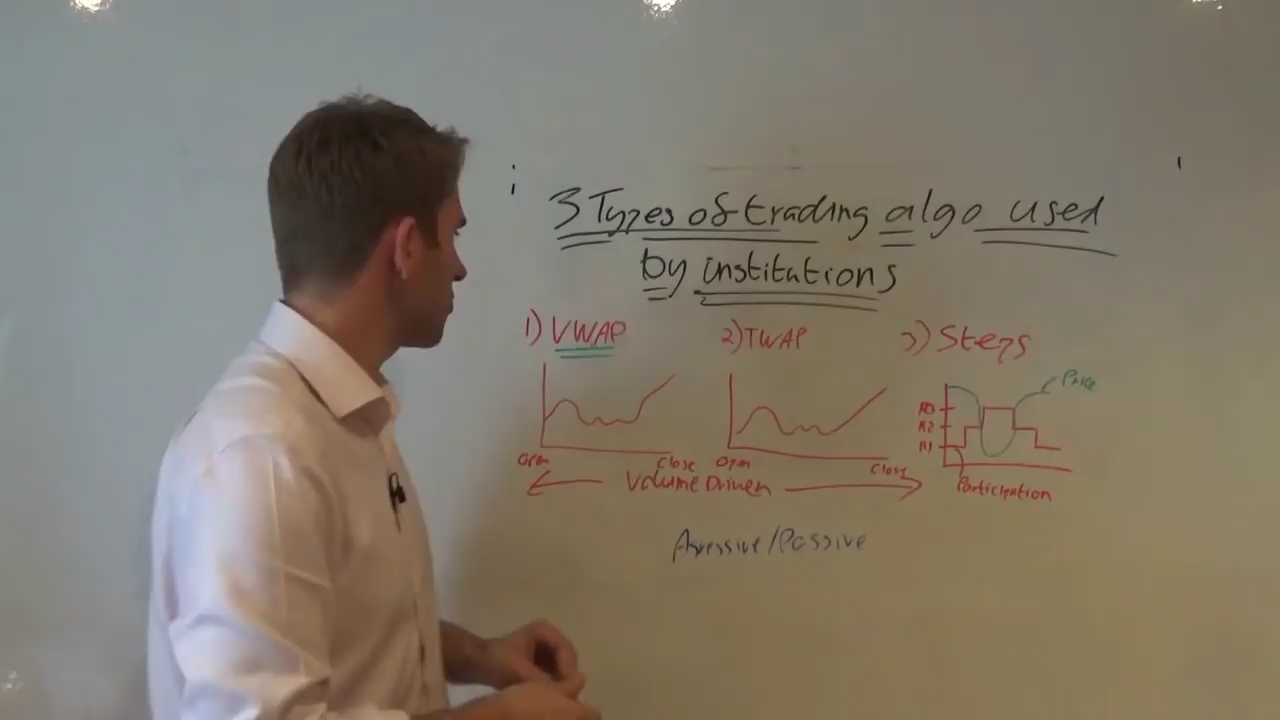 3 Types of trading algo used
by institutions
1) VWAP
2) TWAP
3) Steps
Price
R3
R2
R1
Open
Close
Open
Close
Volume Driven
Participation
Agressive/Passive